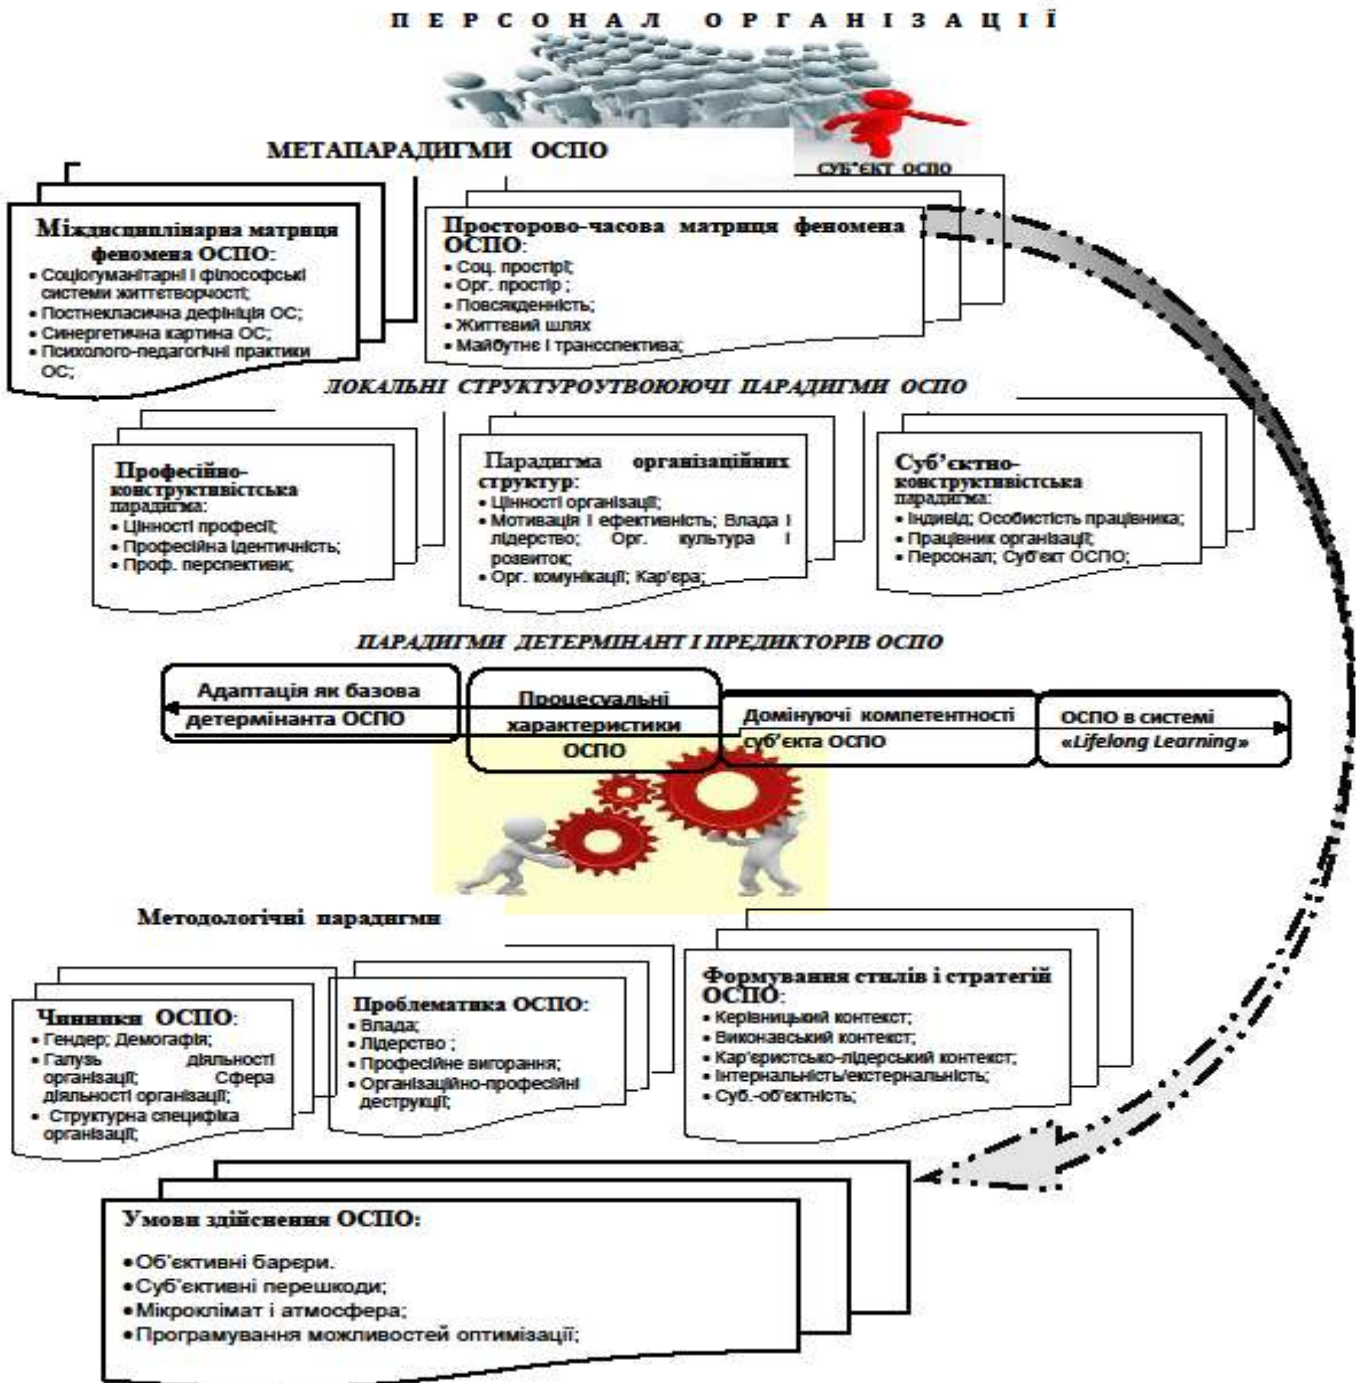 ПЕРСОНАЛ ОРГАНІЗАЦІЇ
СУБ'ЄКТ ОСПО
МЕТАПАРАДИГМИ ОСПО
Міждисциплінарна матриця
феномена ОСПО:
• Соціогуманітарні і філософські
системи життєтворчості;
• Постнекласична дефініція ОС;
• Синергетична картина ОС;
• Психолого-педагогічні практики
ОС;
Просторово-часова матриця феномена
ОСПО:
• Соц. простірі;
• Орг. простір ;
• Повсякденність;
• Життєвий шлях
• Майбутнє і трансспектива;
ЛОКАЛЬНІ СТРУКТУРОУТВОЮЮЧІ ПАРАДИГМИ ОСПО
Професійно-
конструктивістська
парадигма:
• Цінності професії;
• Професійна ідентичність;
• Проф. перспективи;
Парадигма організаційних
структур:
• Цінності організації;
• Мотивація і ефективність; Влада і
лідерство; Орг. культура і
розвиток;
• Орг. комунікації; Кар'єра;
Суб'єктно-
конструктивістська
парадигма:
• Індивід; Особистість працівника;
• Працівник організації;
• Персонал; Суб'єкт ОСПО;
ПАРАДИГМИ ДЕТЕРМІНАНТ І ПРЕДИКТОРІВ ОСПО
Адаптація як базова
детермінанта ОСПО
Процесуальні
характеристики
ОСПО
Домінуючі компетентності
суб'єкта ОСПО
ОСПО в системі
«Lifelong Learning»
Методологічні парадигми
Чинники ОСПО:
• Гендер; Демогафія;
• Галузь діяльності
організації; Сфера
діяльності організації;
• Структурна специфіка
організації;
Проблематика ОСПО:
• Влада;
• Лідерство ;
• Професійне вигорання;
• Організаційно-професійні
деструкції;
Формування стилів і стратегій
ОСПО:
• Керівницький контекст;
• Виконавський контекст;
• Кар'єристсько-лідерський контекст;
• Інтернальність/екстернальність;
• Суб.-об'єктність;
Умови здійснення ОСПО:
• Об'єктивні барєри.
• Суб'єктивні перешкоди;
• Мікроклімат і атмосфера;
• Програмування можливостей оптимізації;